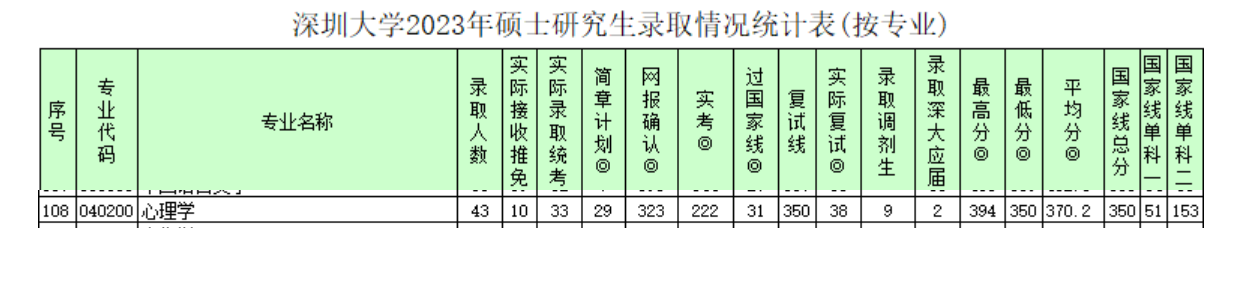 深圳大学2023年硕士研究生录取情况统计表(按专业)
序号 专业代码 专业名称 录取人数 实际接收推免 实际录取统考 简章计划◎ 网报确认◎ 实考◎ 过国家线◎ 复试线 实际复试◎ 录取调剂生 录取深大应届 最高分◎ 最低分◎ 平均分◎ 国家线总分 国家线单科一 国家线单科二
108 040200 心理学 43 10 33 29 323 222 31 350 38 9 2 394 350 370.2 350 51 153